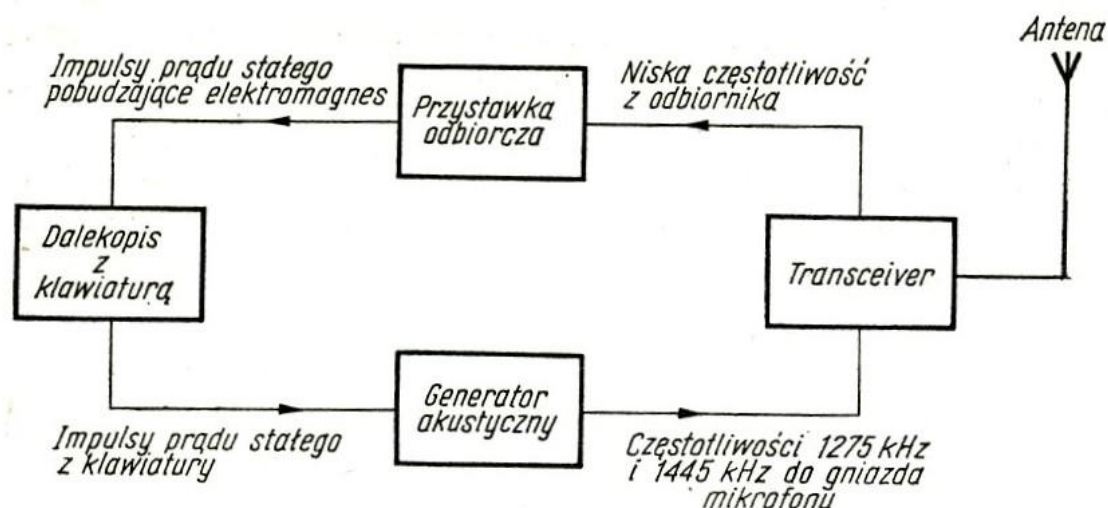 Antena
Impulsy prądu stałego
pobudzające elektromagnes
Przystawka
odbiorcza
Niska częstotliwość
z odbiornika
Dalekopis
z
klawiaturą
Transceiver
Generator
akustyczny
Impulsy prądu stałego
z klawiatury
Częstotliwości 1275 kHz
i 1445 kHz do gniazda
mikrofonu